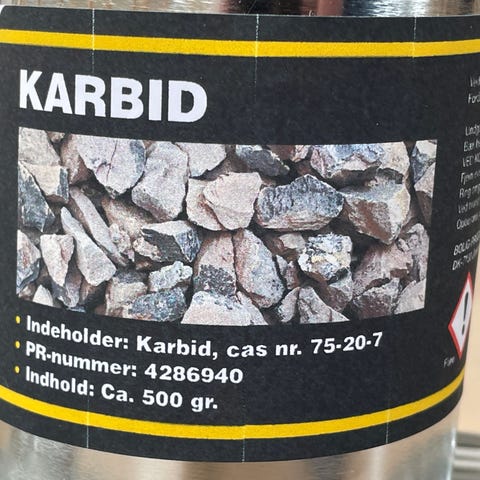 KARBID
• Indeholder: Karbid, cas nr. 75-20-7
• PR-nummer: 4286940
• Indhold: Ca. 500 gr.